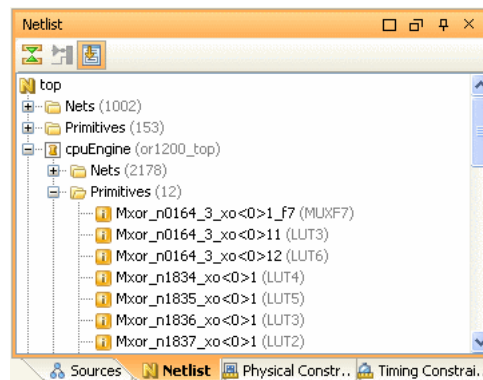 Netlist
top
Nets (1002)
Primitives (153)
cpuEngine (or1200_top)
Nets (2178)
Primitives (12)
Mxor_n0164_3_xo<0>1_f7 (MUXF7)
Mxor_n0164_3_xo<0>11 (LUT3)
Mxor_n0164_3_xo<0>12 (LUT6)
Mxor_n1834_xo<0>1 (LUT4)
Mxor_n1835_xo<0>1 (LUT5)
Mxor_n1836_xo<0>1 (LUT3)
Mxor_n1837_xo<0>1 (LUT2)
Sources Netlist Physical Constr.. Timing Constrai..